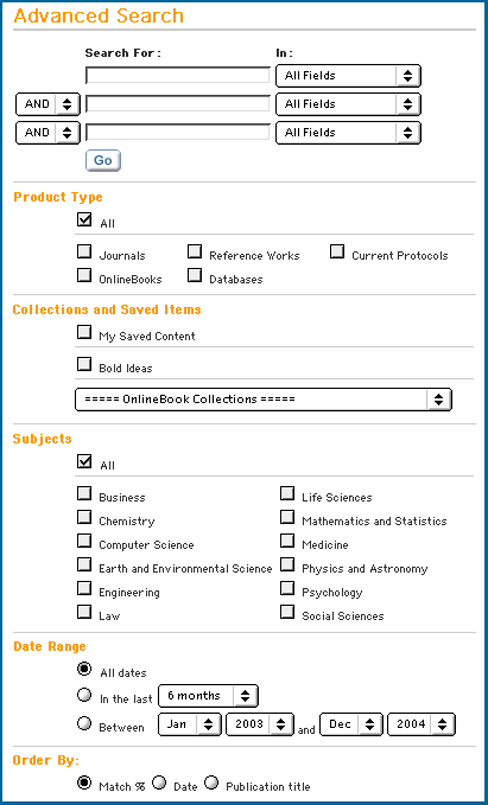 Advanced Search
Search For: In:
All Fields
AND All Fields
AND All Fields
Go
Product Type
All
Journals Reference Works Current Protocols
OnlineBooks Databases
Collections and Saved Items
My Saved Content
Bold Ideas
===== OnlineBook Collections =====
Subjects
All
Business Life Sciences
Chemistry Mathematics and Statistics
Computer Science Medicine
Earth and Environmental Science Physics and Astronomy
Engineering Psychology
Law Social Sciences
Date Range
All dates
In the last 6 months
Between Jan 2003 and Dec 2004
Order By:
Match % Date Publication title